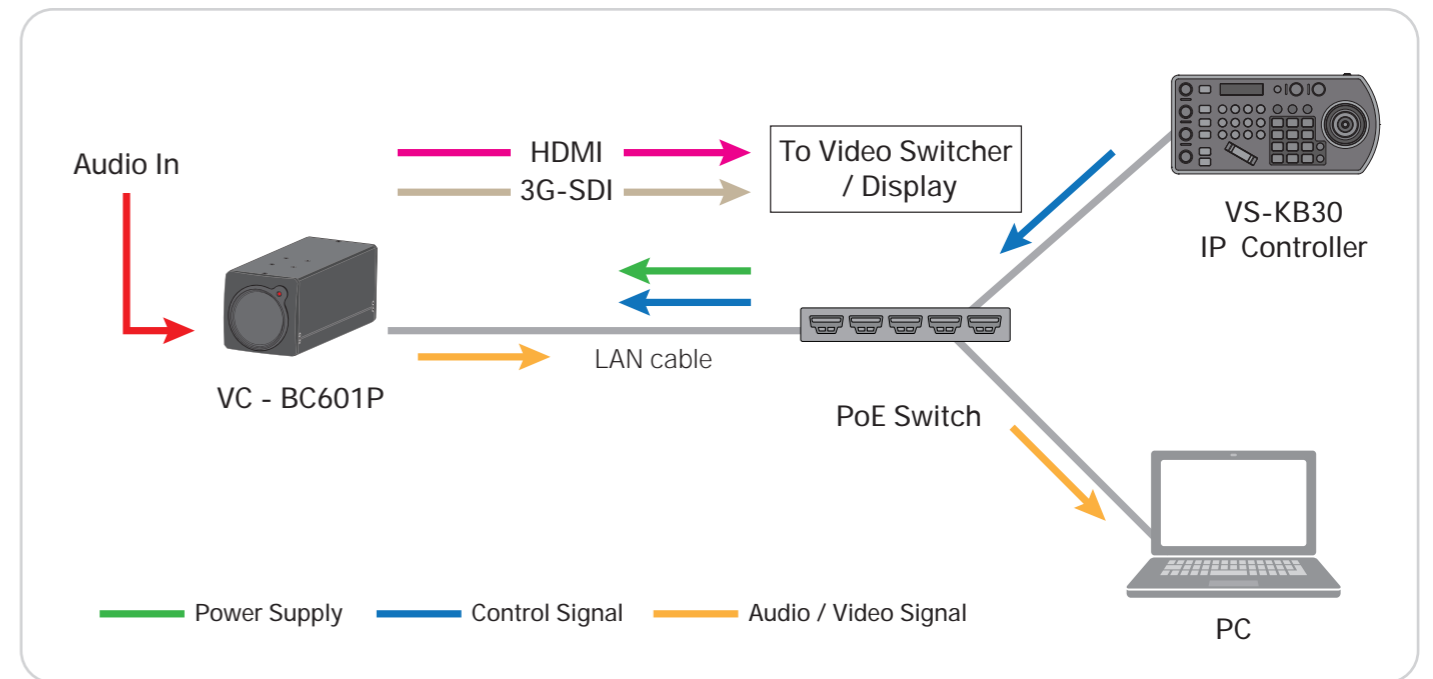 Audio In
HDMI
3G-SDI
To Video Switcher
/ Display
VS-KB30
IP Controller
VC - BC601P
LAN cable
PoE Switch
PC
Power Supply
Control Signal
Audio / Video Signal